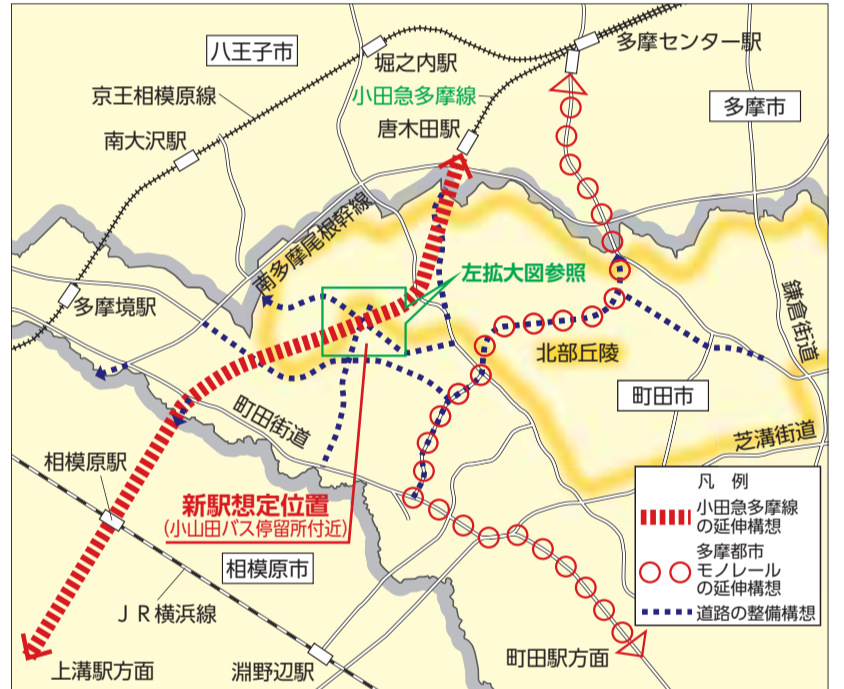 八王子市
堀之内駅
多摩センター駅
京王相模原線
小田急多摩線
多摩市
南大沢駅
唐木田駅
南多摩尾根幹線
左拡大図参照
多摩境駅
鎌倉街道
北部丘陵
町田市
町田街道
芝溝街道
相模原駅
新駅想定位置
(小山田バス停留所付近)
相模原市
ＪＲ横浜線
上溝駅方面
淵野辺駅
町田駅方面
凡　例
小田急多摩線
の延伸構想
多摩都市
モノレール
の延伸構想
道路の整備構想